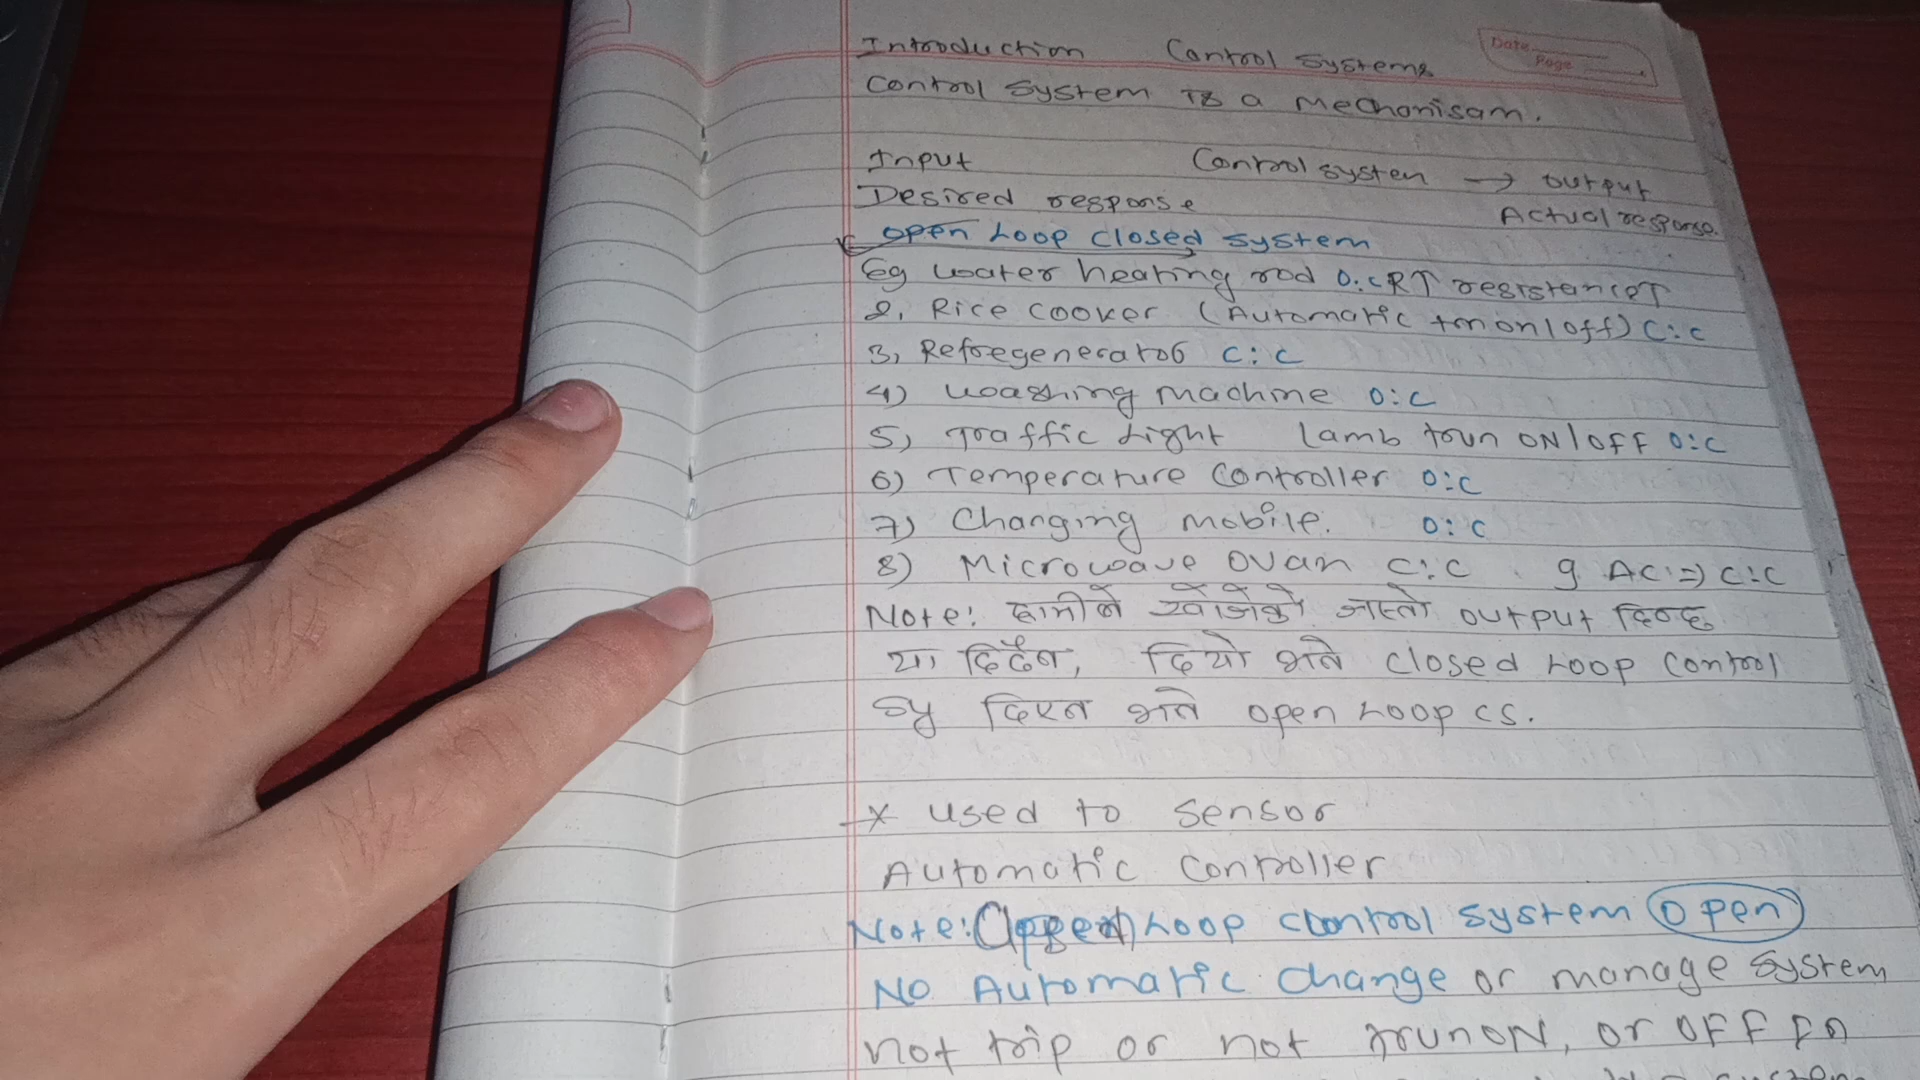 Introduction Control Systems
Date
Page
Control System is a Mechanisam.
Input Control system → output
Desired response Actual response.
open Loop closed system
Eg water heating rod O:C R↑ resistance↑
2, Rice cooker (Automatic turn on/off) C:C
3, Refregenerator C:C
4) washing machine O:C
5) Traffic Light Lamb turn ON/OFF O:C
6) Temperature Controller O:C
7) Changing mobile. O:C
8) Microwave Ovan C:C 9 AC => C:C
Note: हामीले खोजेको जास्तो output दिन्छ
या दिदैन, दियो भने closed Loop control
sy दिएन भने open Loop cs.
* used to sensor
Automatic Controller
Note: Loop control system Open
No Automatic change or manage system
not trip or not turn ON, or OFF